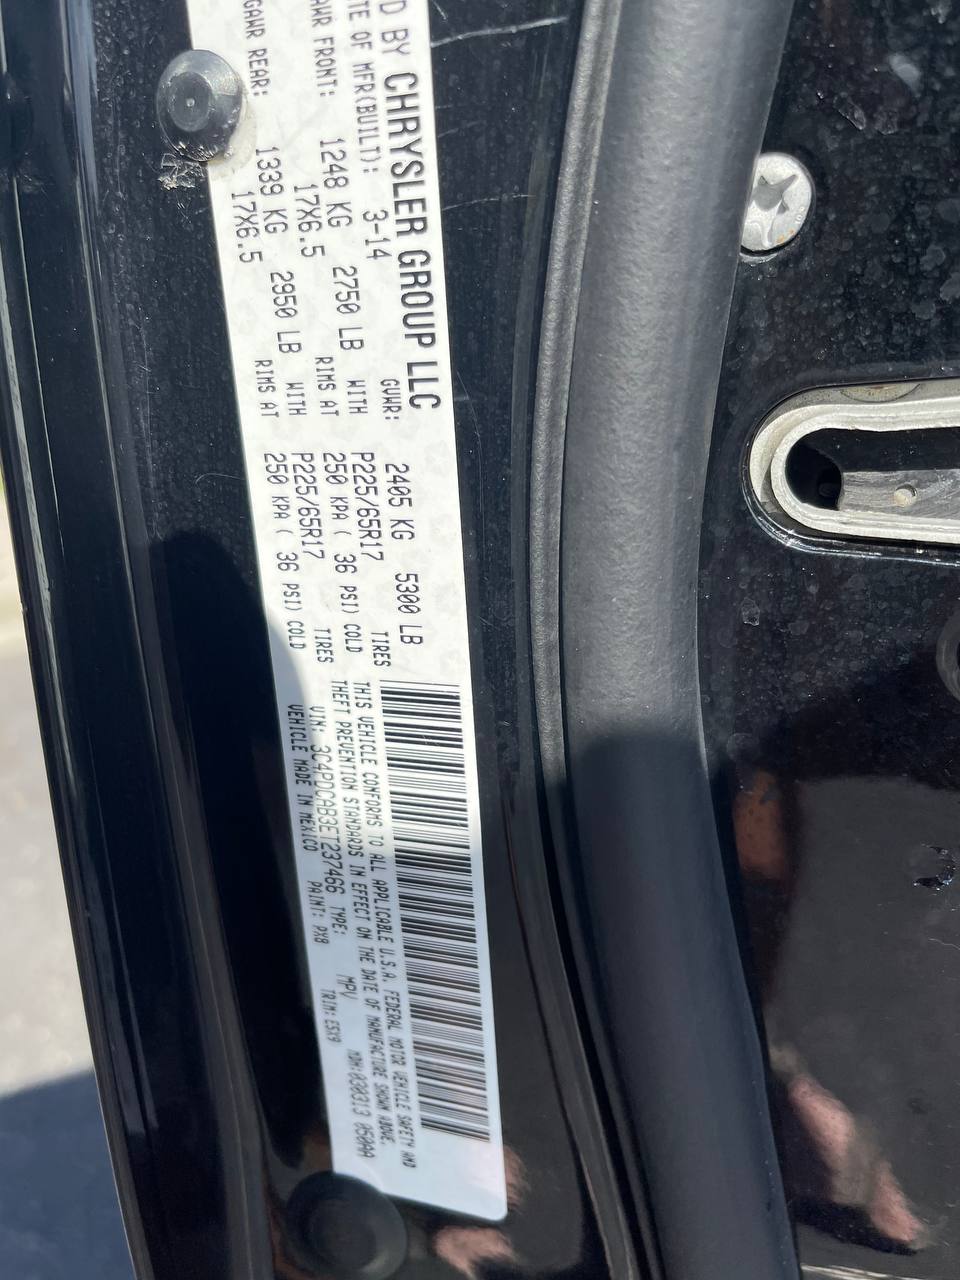 D BY CHRYSLER GROUP LLC
TE OF MFR(BUILT): 3-14 GVWR: 2405 KG 5300 LB
AWR FRONT: 1248 KG 2750 LB WITH P225/65R17 TIRES
17X6.5 RIMS AT 250 KPA ( 36 PSI) COLD
GAWR REAR: 1339 KG 2950 LB WITH P225/65R17 TIRES
17X6.5 RIMS AT 250 KPA ( 36 PSI) COLD
THIS VEHICLE CONFORMS TO ALL APPLICABLE U.S.A. FEDERAL MOTOR VEHICLE SAFETY AND
THEFT PREVENTION STANDARDS IN EFFECT ON THE DATE OF MANUFACTURE SHOWN ABOVE.
VIN: 3C4PDCAB3ET237466 TYPE: MPV MDH:030313 050AA
VEHICLE MADE IN MEXICO PAINT: PX8 TRIM: E5X9